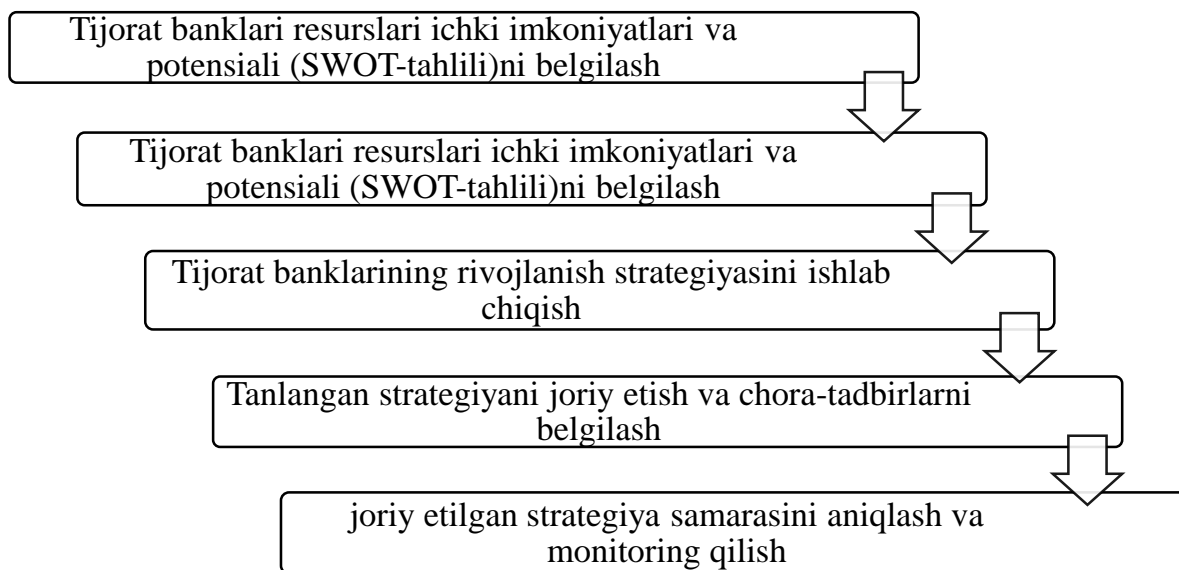 Tijorat banklari resurslari ichki imkoniyatlari va
potensiali (SWOT-tahlili)ni belgilash
Tijorat banklari resurslari ichki imkoniyatlari va
potensiali (SWOT-tahlili)ni belgilash
Tijorat banklarining rivojlanish strategiyasini ishlab
chiqish
Tanlangan strategiyani joriy etish va chora-tadbirlarni
belgilash
joriy etilgan strategiya samarasini aniqlash va
monitoring qilish